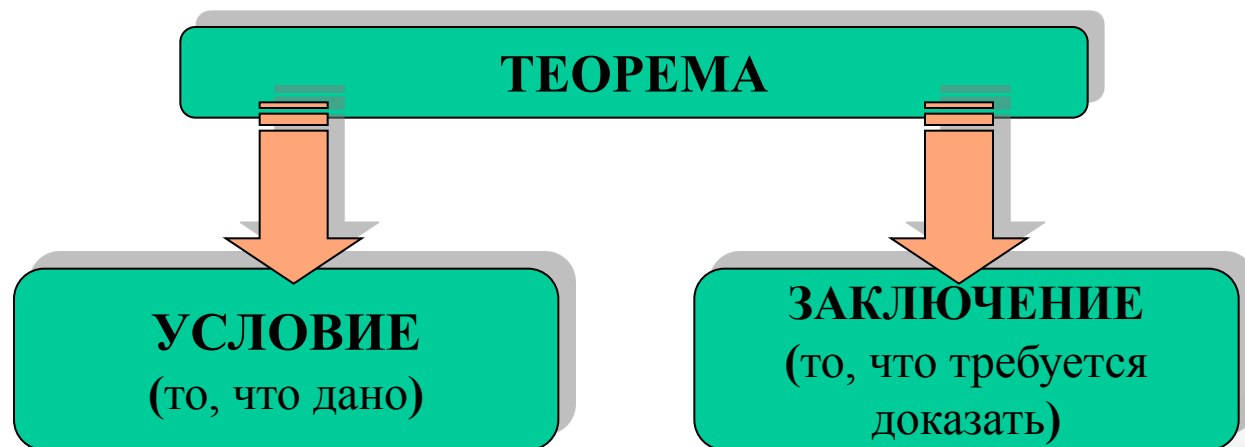 ТЕОРЕМА
УСЛОВИЕ
(то, что дано)
ЗАКЛЮЧЕНИЕ
(то, что требуется
доказать)